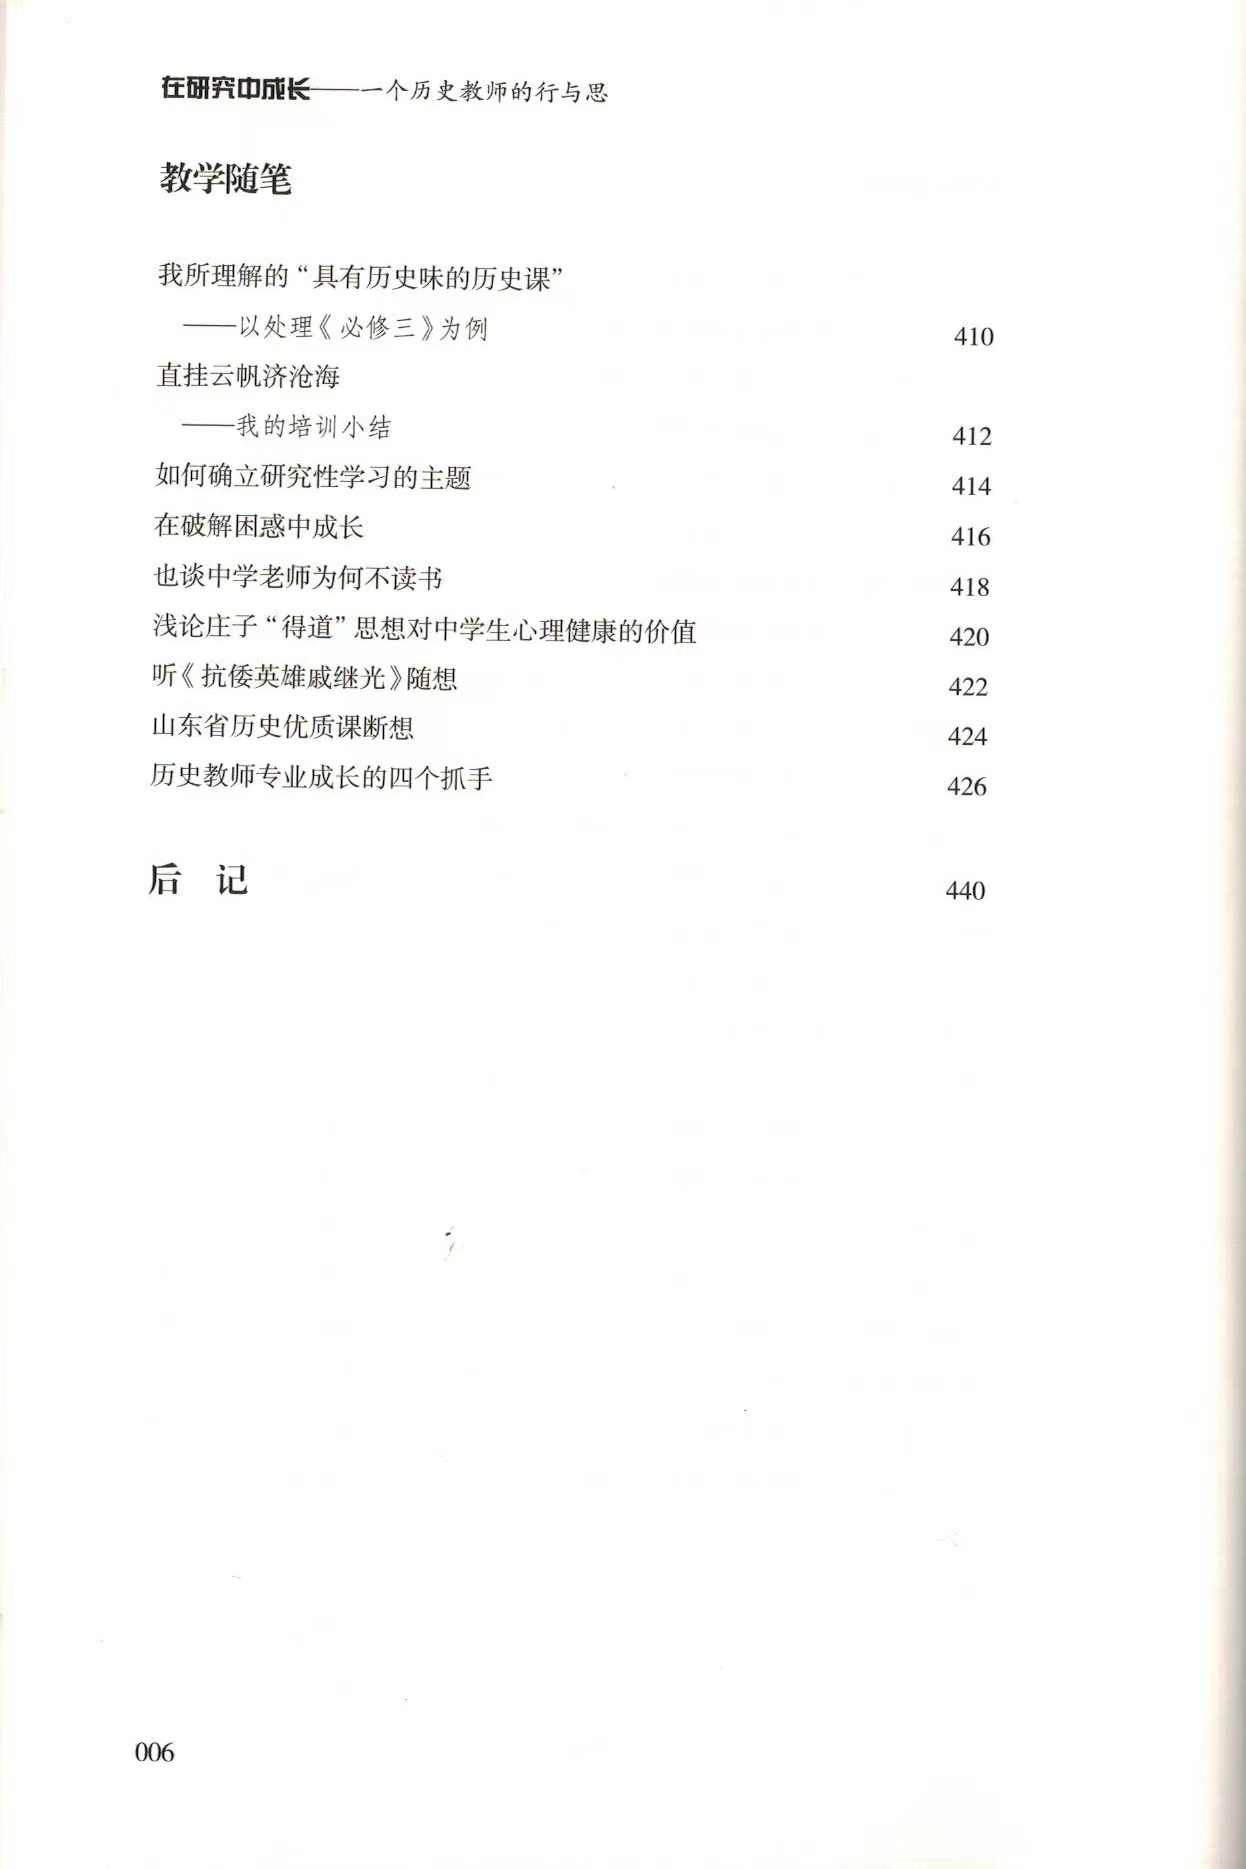 在研究中成长——一个历史教师的行与思
教学随笔
我所理解的“具有历史味的历史课”
——以处理《必修三》为例 410
直挂云帆济沧海
——我的培训小结 412
如何确立研究性学习的主题 414
在破解困惑中成长 416
也谈中学老师为何不读书 418
浅论庄子“得道”思想对中学生心理健康的价值 420
听《抗倭英雄戚继光》随想 422
山东省历史优质课断想 424
历史教师专业成长的四个抓手 426
后 记 440
006